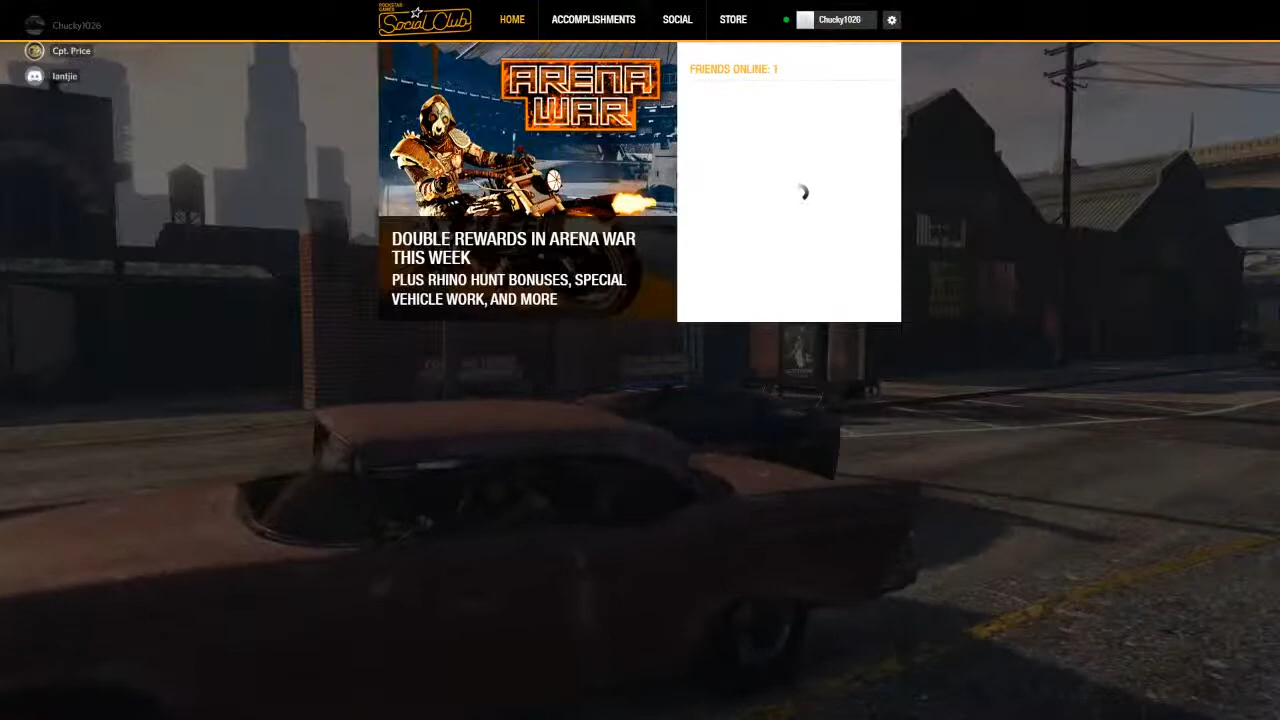 Chucky1026
Cpt. Price
lantjie
ROCKSTAR GAMES
Social Club
HOME
ACCOMPLISHMENTS
SOCIAL
STORE
Chucky1026
ARENA WAR
FRIENDS ONLINE: 1
DOUBLE REWARDS IN ARENA WAR
THIS WEEK
PLUS RHINO HUNT BONUSES, SPECIAL
VEHICLE WORK, AND MORE